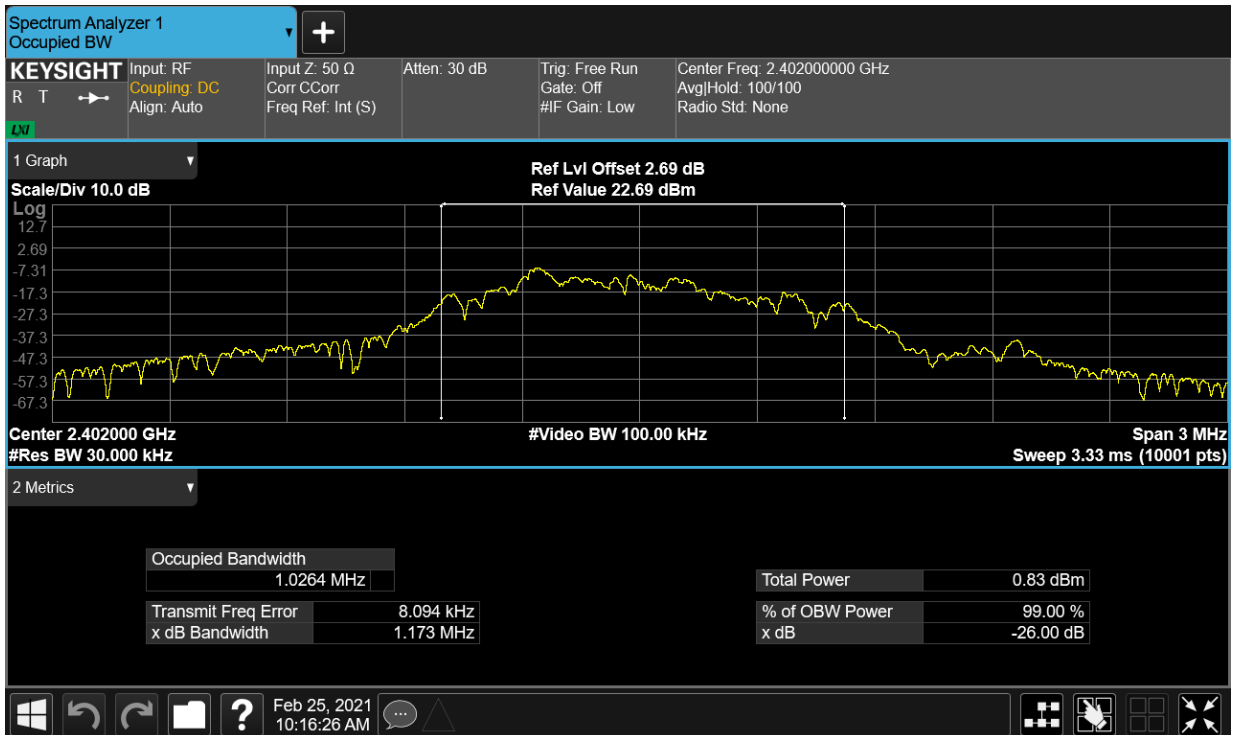 Spectrum Analyzer 1
Occupied BW
▼
+
KEYSIGHT
R T
LXI
Input: RF
Coupling: DC
Align: Auto
Input Z: 50 Ω
Corr CCorr
Freq Ref: Int (S)
Atten: 30 dB
Trig: Free Run
Gate: Off
#IF Gain: Low
Center Freq: 2.402000000 GHz
Avg|Hold: 100/100
Radio Std: None
1 Graph ▼
Scale/Div 10.0 dB
Ref Lvl Offset 2.69 dB
Ref Value 22.69 dBm
Log
12.7
2.69
-7.31
-17.3
-27.3
-37.3
-47.3
-57.3
-67.3
Center 2.402000 GHz
#Res BW 30.000 kHz
#Video BW 100.00 kHz
Span 3 MHz
Sweep 3.33 ms (10001 pts)
2 Metrics ▼
Occupied Bandwidth
1.0264 MHz
Transmit Freq Error 8.094 kHz
x dB Bandwidth 1.173 MHz
Total Power 0.83 dBm
% of OBW Power 99.00 %
x dB -26.00 dB
?
Feb 25, 2021
10:16:26 AM